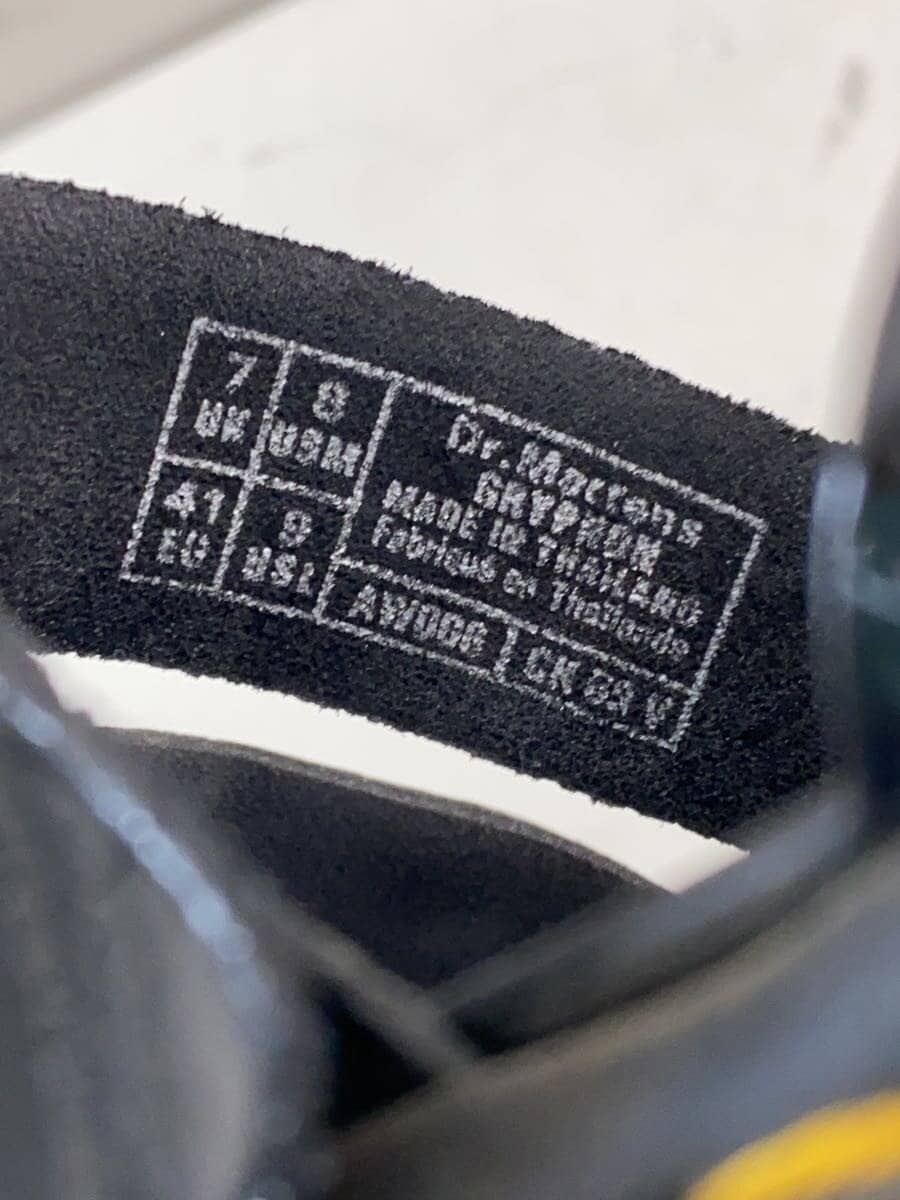 7
UK
8
USM
41
EU
9
USL
Dr. Martens
GRYPHON
MADE IN THAILAND
Fabriqué en Thaïlande
AW006